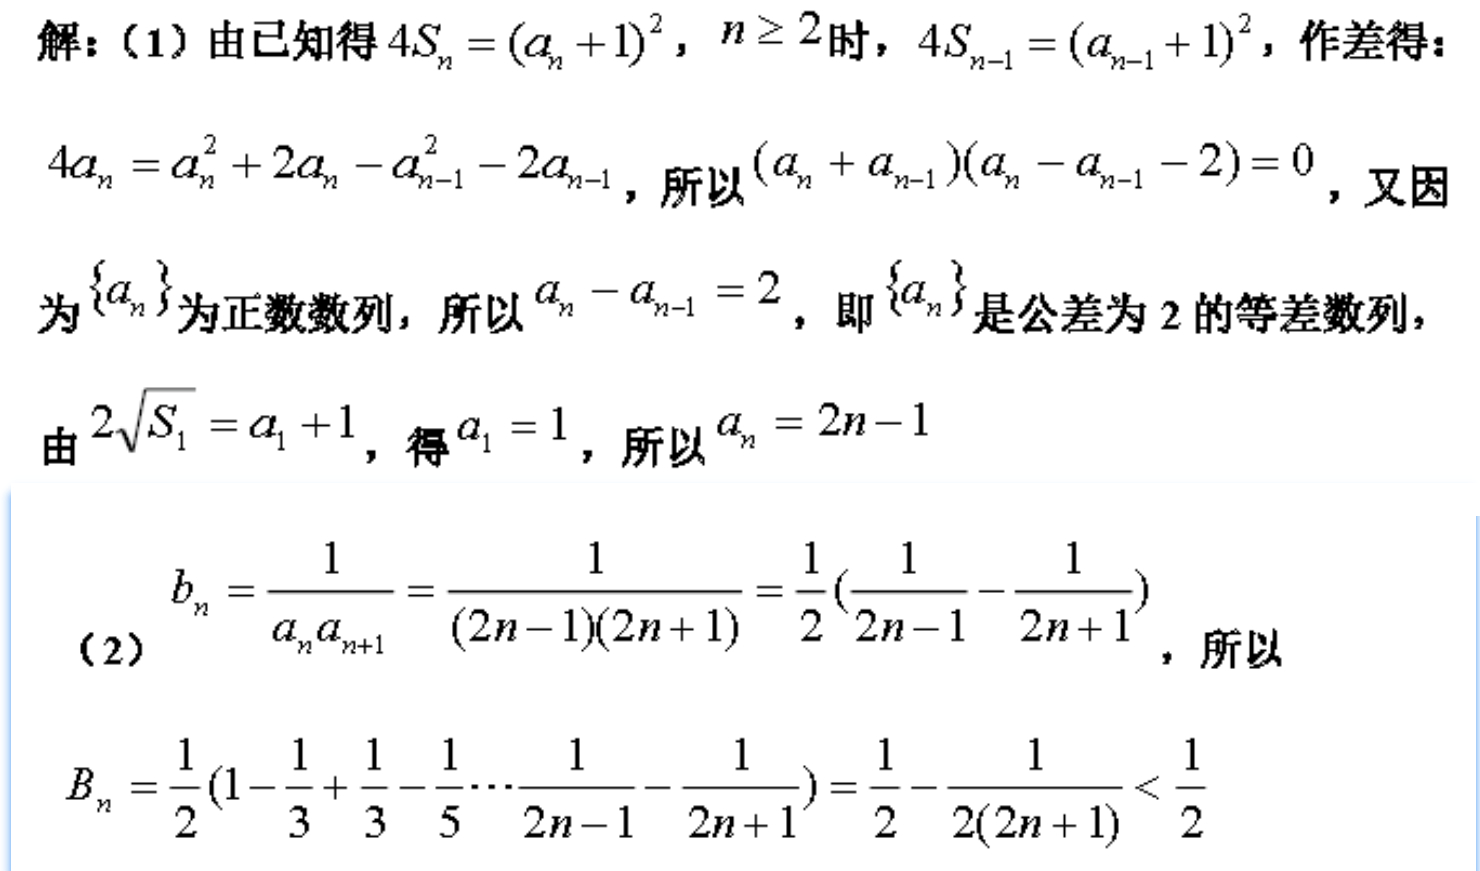 解：（1）由已知得 $4S_n = (a_n + 1)^2$， $n \geq 2$ 时，$4S_{n-1} = (a_{n-1} + 1)^2$，作差得：
$4a_n = a_n^2 + 2a_n - a_{n-1}^2 - 2a_{n-1}$，所以 $(a_n + a_{n-1})(a_n - a_{n-1} - 2) = 0$，又因
为 $\{a_n\}$ 为正数数列，所以 $a_n - a_{n-1} = 2$，即 $\{a_n\}$ 是公差为 2 的等差数列，
由 $2\sqrt{S_1} = a_1 + 1$，得 $a_1 = 1$，所以 $a_n = 2n - 1$
（2） $b_n = \frac{1}{a_n a_{n+1}} = \frac{1}{(2n-1)(2n+1)} = \frac{1}{2}(\frac{1}{2n-1} - \frac{1}{2n+1})$，所以
$B_n = \frac{1}{2}(1 - \frac{1}{3} + \frac{1}{3} - \frac{1}{5} \cdots \frac{1}{2n-1} - \frac{1}{2n+1}) = \frac{1}{2} - \frac{1}{2(2n+1)} < \frac{1}{2}$